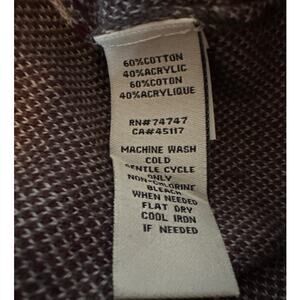 60%COTTON
40%ACRYLIC
60%COTON
40%ACRYLIQUE
RN#74747
CA#45117
MACHINE WASH
COLD
GENTLE CYCLE
ONLY
NON-CHLORINE
BLEACH
WHEN NEEDED
FLAT DRY
COOL IRON
IF NEEDED